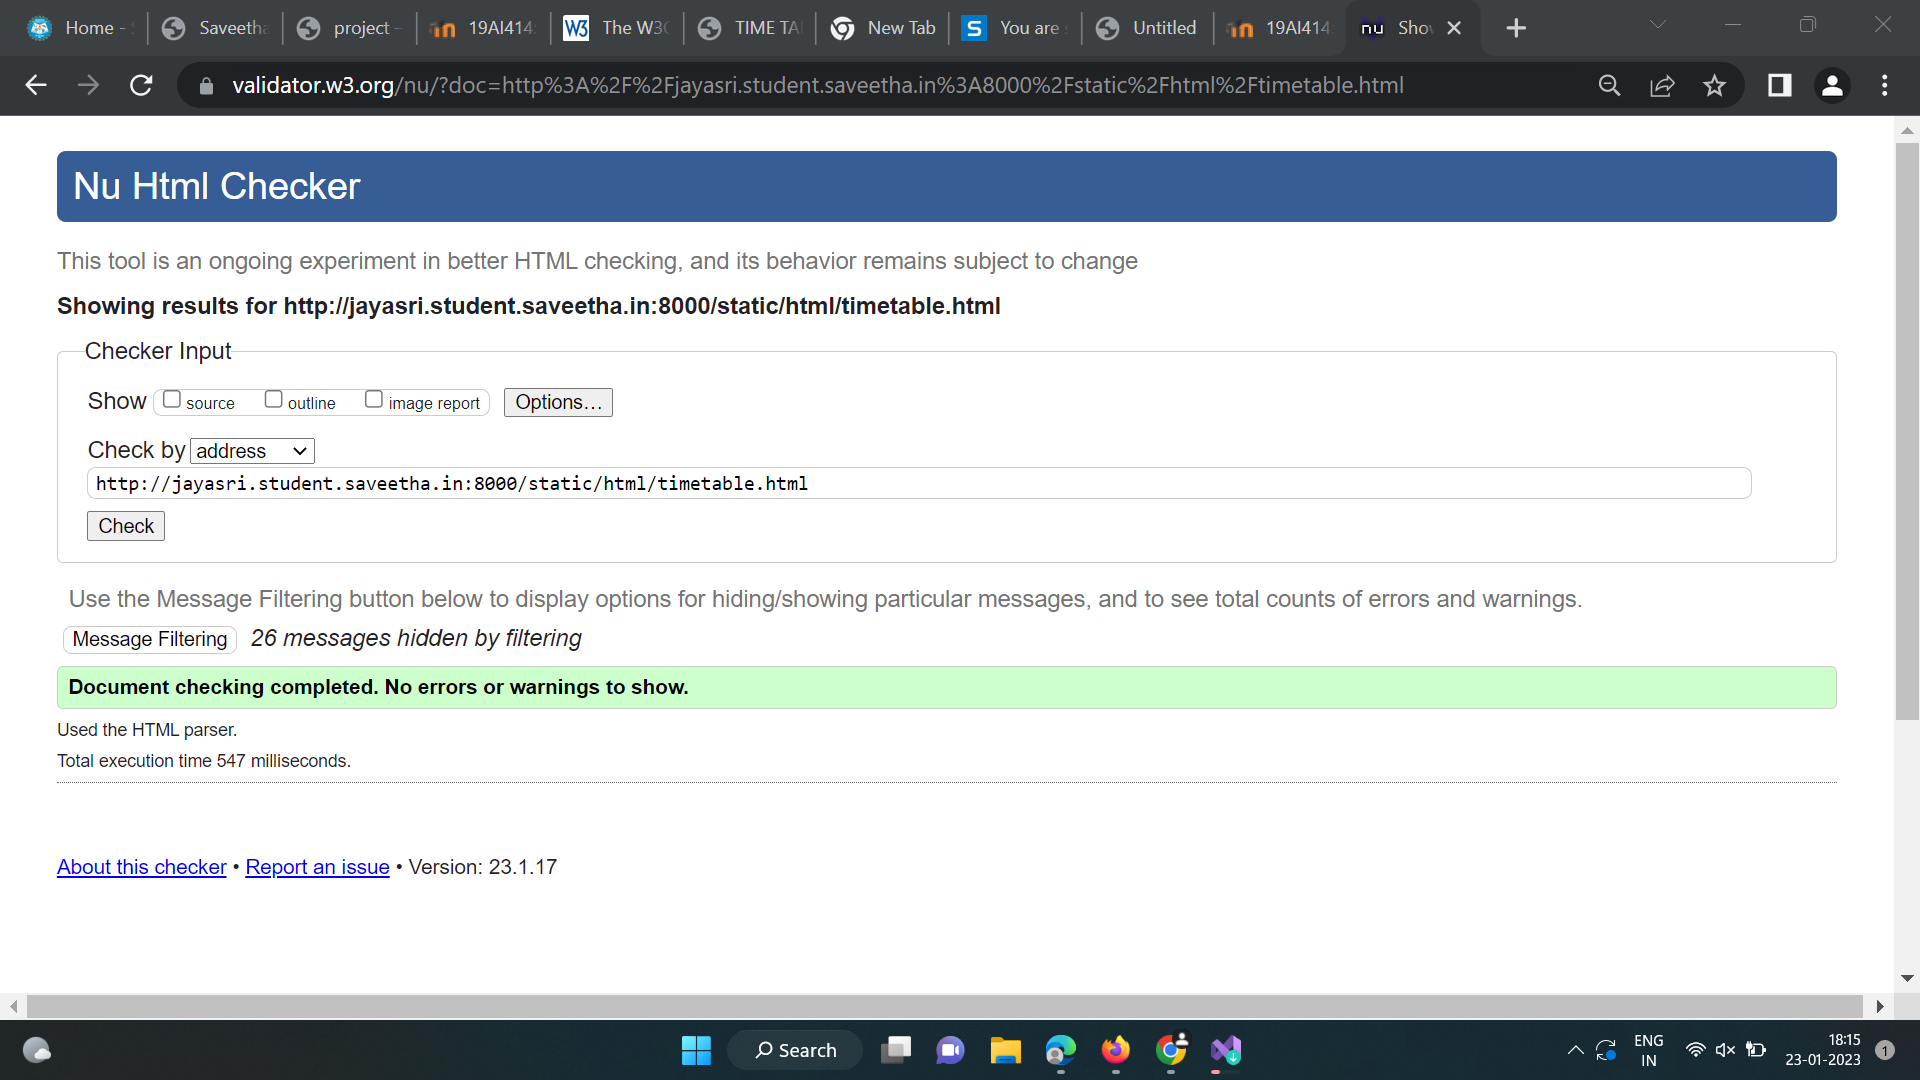 Home -
Saveetha
project -
19AI414
The W3C
TIME TA
New Tab
You are
Untitled
19AI414
nu Sho
validator.w3.org/nu/?doc=http%3A%2F%2Fjayasri.student.saveetha.in%3A8000%2Fstatic%2Fhtml%2Ftimetable.html
Nu Html Checker
This tool is an ongoing experiment in better HTML checking, and its behavior remains subject to change
Showing results for http://jayasri.student.saveetha.in:8000/static/html/timetable.html
Checker Input
Show source outline image report Options...
Check by address
http://jayasri.student.saveetha.in:8000/static/html/timetable.html
Check
Use the Message Filtering button below to display options for hiding/showing particular messages, and to see total counts of errors and warnings.
Message Filtering 26 messages hidden by filtering
Document checking completed. No errors or warnings to show.
Used the HTML parser.
Total execution time 547 milliseconds.
About this checker • Report an issue • Version: 23.1.17
Search
ENG
IN
18:15
23-01-2023
1